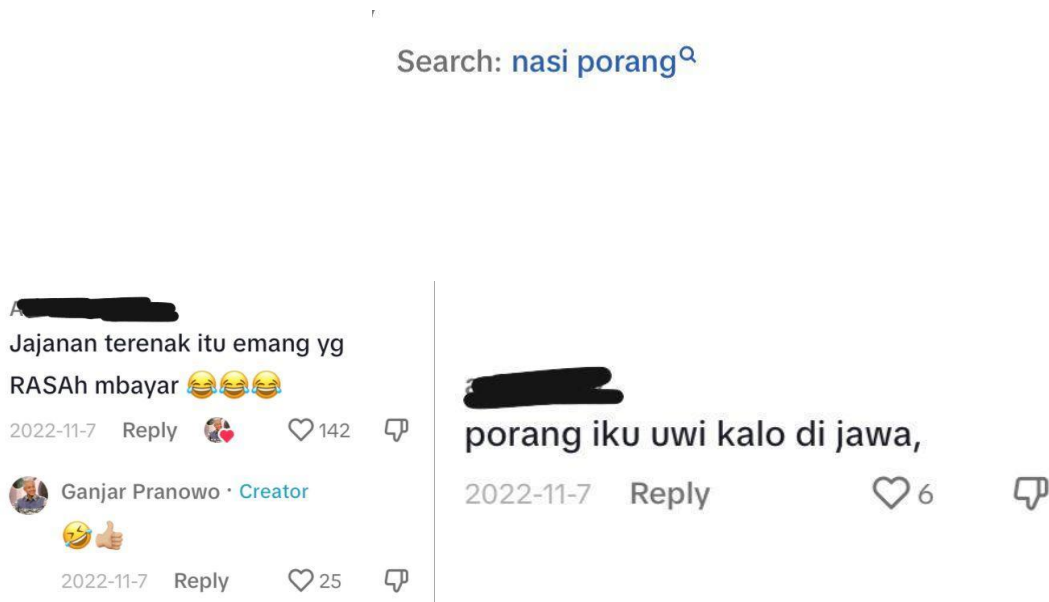 Search: nasi porang
Jajanan terenak itu emang yg
RASAh mbayar 😂😂😂
2022-11-7 Reply 142
Ganjar Pranowo · Creator
🤣👍🏼
2022-11-7 Reply 25
porang iku uwi kalo di jawa,
2022-11-7 Reply 6